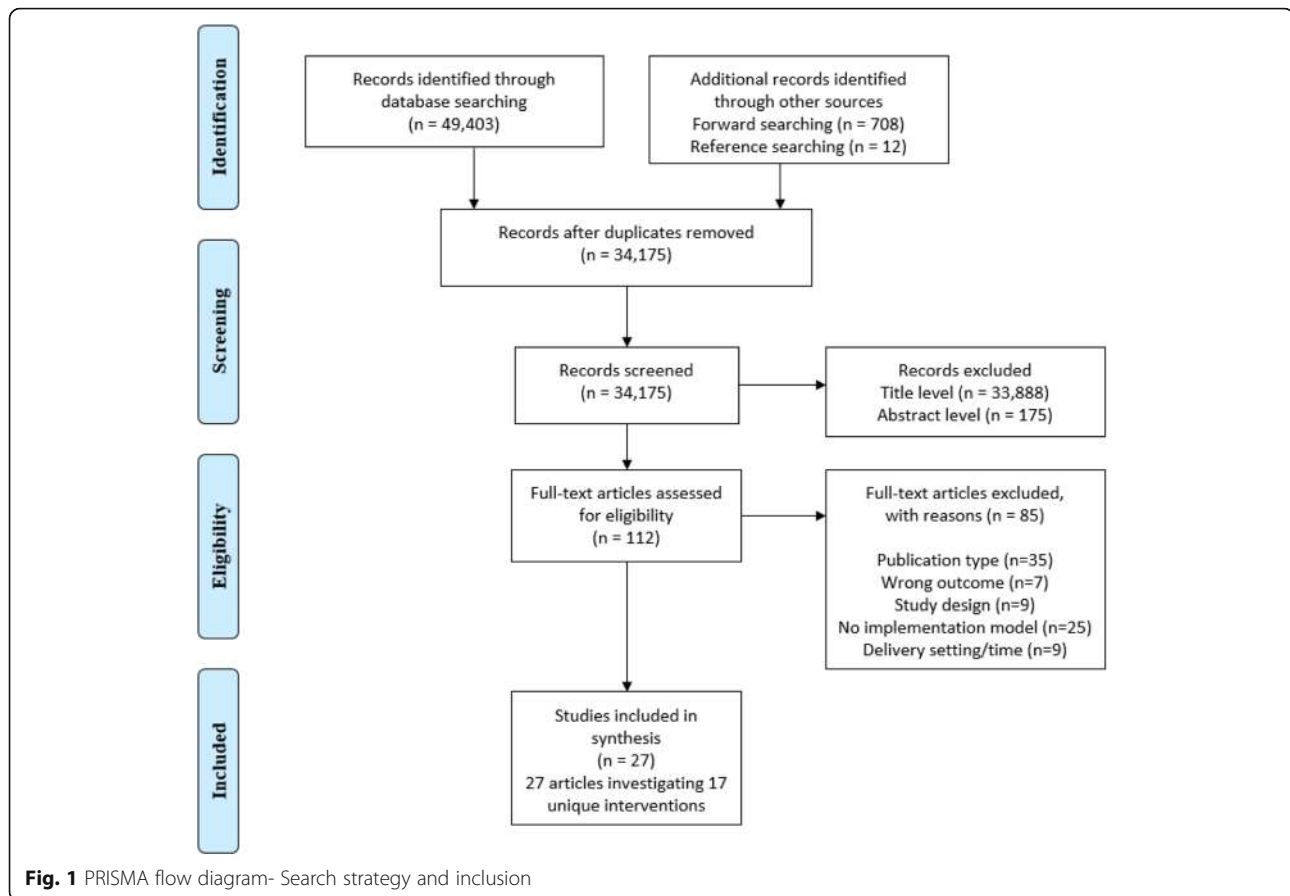 Identification
Records identified through
database searching
(n = 49,403)
Additional records identified
through other sources
Forward searching (n = 708)
Reference searching (n = 12)
Records after duplicates removed
(n = 34,175)
Screening
Records screened
(n = 34,175)
Records excluded
Title level (n = 33,888)
Abstract level (n = 175)
Eligibility
Full-text articles assessed
for eligibility
(n = 112)
Full-text articles excluded,
with reasons (n = 85)
Publication type (n=35)
Wrong outcome (n=7)
Study design (n=9)
No implementation model (n=25)
Delivery setting/time (n=9)
Included
Studies included in
synthesis
(n = 27)
27 articles investigating 17
unique interventions
Fig. 1 PRISMA flow diagram- Search strategy and inclusion